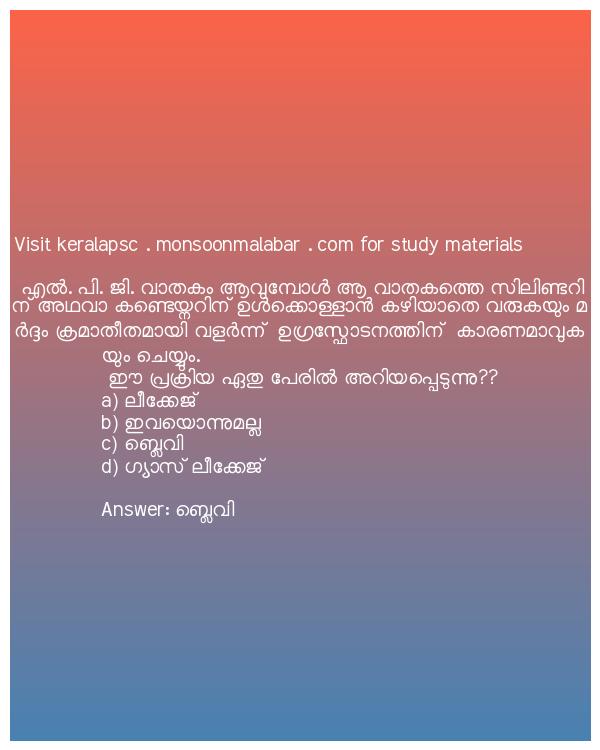 Visit keralapsc . monsoonmalabar . com for study materials
എൽ. പി. ജി. വാതകം ആവുമ്പോൾ ആ വാതകത്തെ സിലിണ്ടറി
ന് അഥവാ കണ്ടെയ്നറിന് ഉൾക്കൊള്ളാൻ കഴിയാതെ വരുകയും മ
ർദ്ദം ക്രമാതീതമായി വളർന്ന് ഉഗ്രസ്ഫോടനത്തിന് കാരണമാവുക
യും ചെയ്യും.
ഈ പ്രക്രിയ ഏതു പേരിൽ അറിയപ്പെടുന്നു??
a) ലീക്കേജ്
b) ഇവയൊന്നുമല്ല
c) ബ്ലെവി
d) ഗ്യാസ് ലീക്കേജ്
Answer: ബ്ലെവി